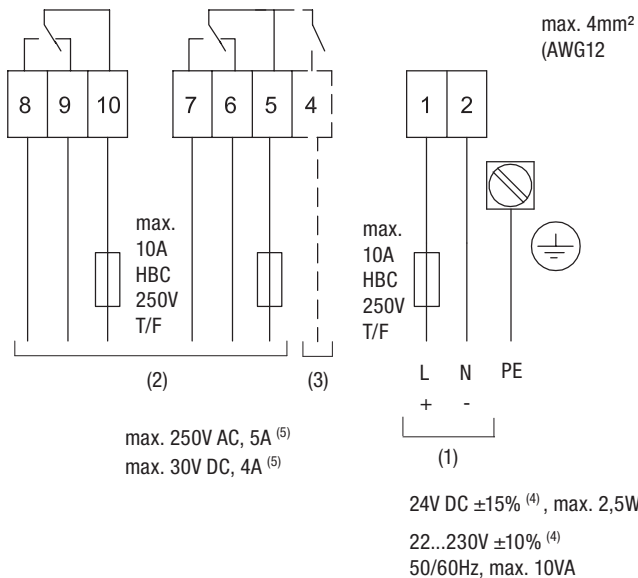 max. 4mm²
(AWG12
8 9 10
7 6 5 4
1 2
max.
10A
HBC
250V
T/F
max.
10A
HBC
250V
T/F
(2)
(3)
L N PE
+ -
(1)
max. 250V AC, 5A (5)
max. 30V DC, 4A (5)
24V DC ±15% (4) , max. 2,5W
22...230V ±10% (4)
50/60Hz, max. 10VA